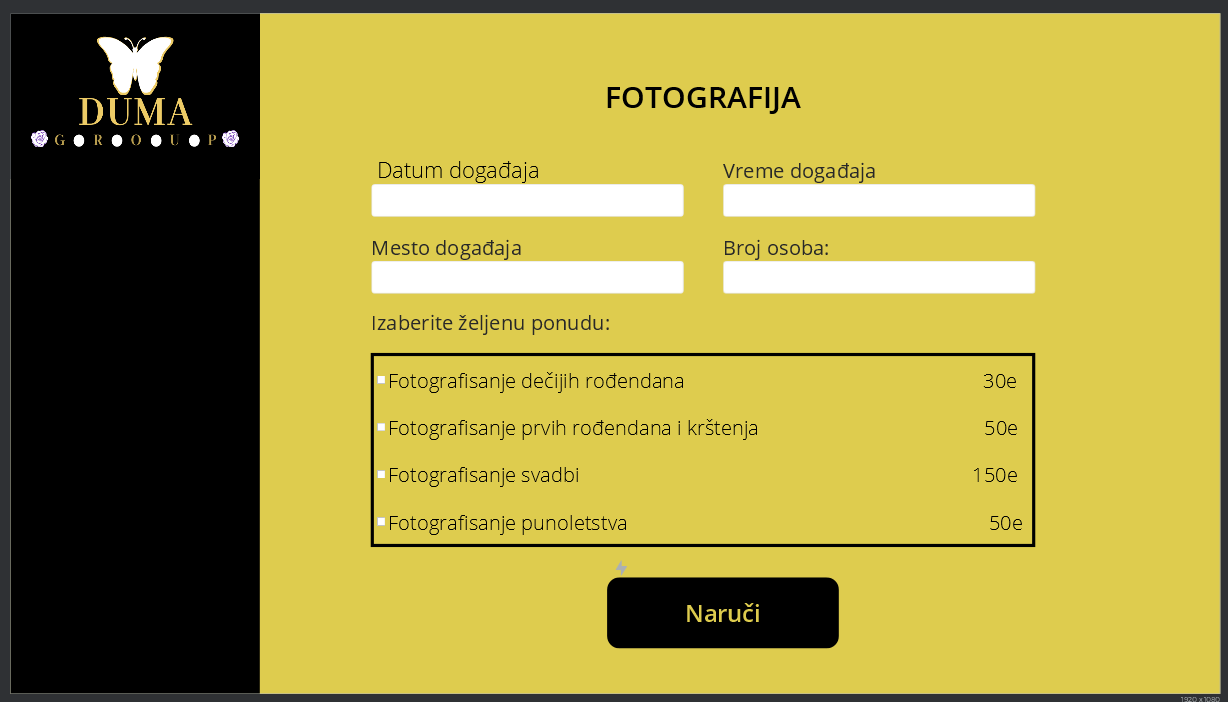 DUMA
G R O U P
FOTOGRAFIJA
Datum događaja
Vreme događaja
Mesto događaja
Broj osoba:
Izaberite željenu ponudu:
Fotografisanje dečijih rođendana 30e
Fotografisanje prvih rođendana i krštenja 50e
Fotografisanje svadbi 150e
Fotografisanje punoletstva 50e
Naruči
1920 x 1080